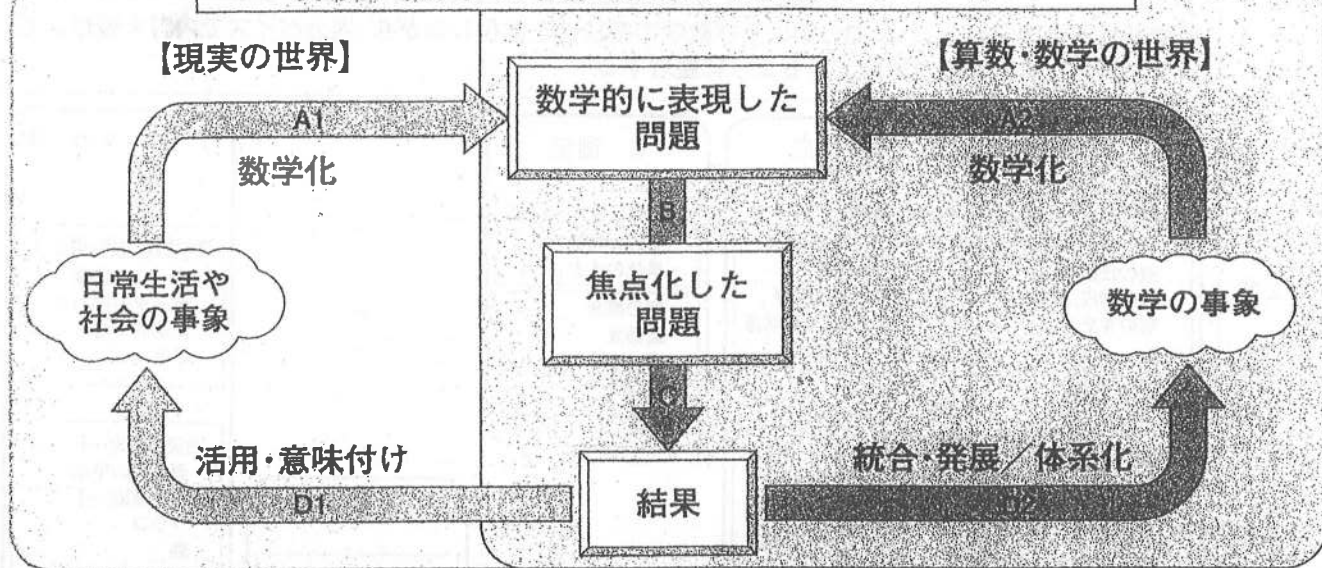 【現実の世界】
【算数・数学の世界】
数学的に表現した
問題
A1
数学化
A2
数学化
B
日常生活や
社会の事象
焦点化した
問題
数学の事象
C
活用・意味付け
D1
結果
統合・発展／体系化
D2